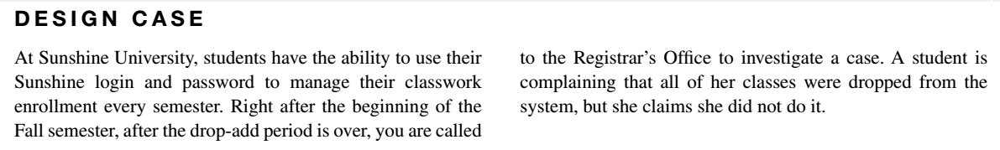 DESIGN CASE
At Sunshine University, students have the ability to use their
Sunshine login and password to manage their classwork
enrollment every semester. Right after the beginning of the
Fall semester, after the drop-add period is over, you are called
to the Registrar's Office to investigate a case. A student is
complaining that all of her classes were dropped from the
system, but she claims she did not do it.